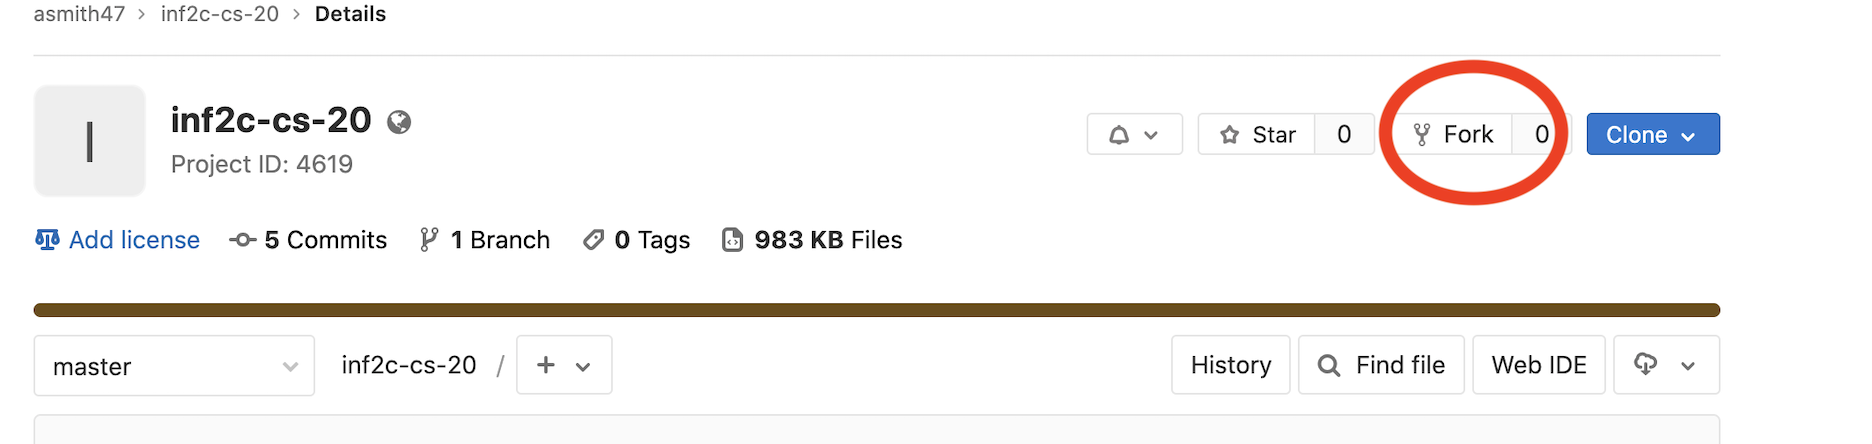 asmith47 > inf2c-cs-20 > Details
I
inf2c-cs-20
Project ID: 4619
Star 0
Fork 0
Clone
Add license 5 Commits 1 Branch 0 Tags 983 KB Files
master
inf2c-cs-20 / +
History
Find file
Web IDE